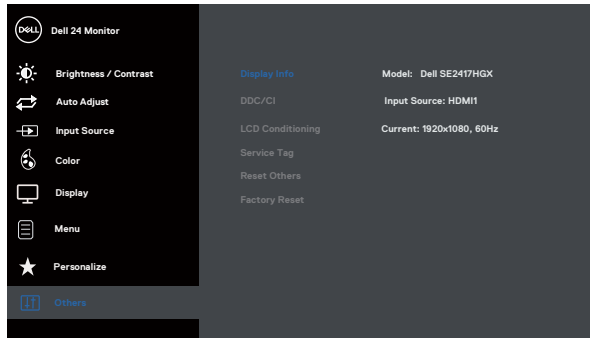 DELL Dell 24 Monitor
Brightness / Contrast
Auto Adjust
Input Source
Color
Display
Menu
Personalize
Others
Display Info
DDC/CI
LCD Conditioning
Service Tag
Reset Others
Factory Reset
Model: Dell SE2417HGX
Input Source: HDMI1
Current: 1920x1080, 60Hz